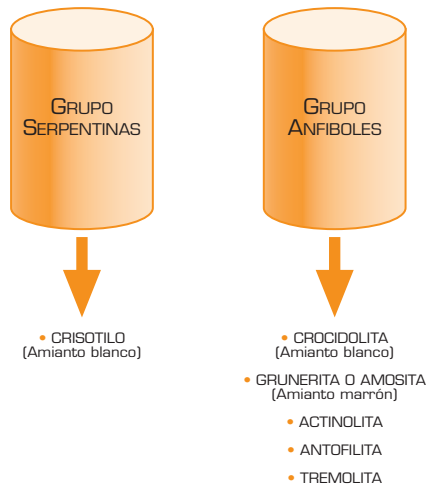 GRUPO
SERPENTINAS
• CRISOTILO
(Amianto blanco)
GRUPO
ANFIBOLES
• CROCIDOLITA
(Amianto blanco)
• GRUNERITA O AMOSITA
(Amianto marrón)
• ACTINOLITA
• ANTOFILITA
• TREMOLITA